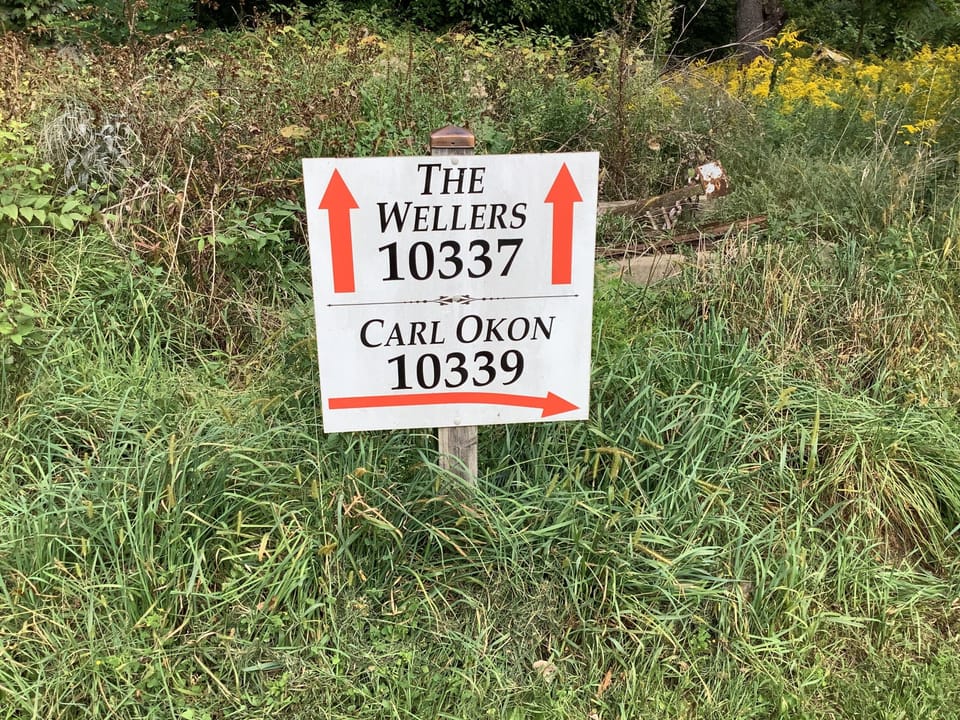 THE
WELLERS
10337
CARL OKON
10339